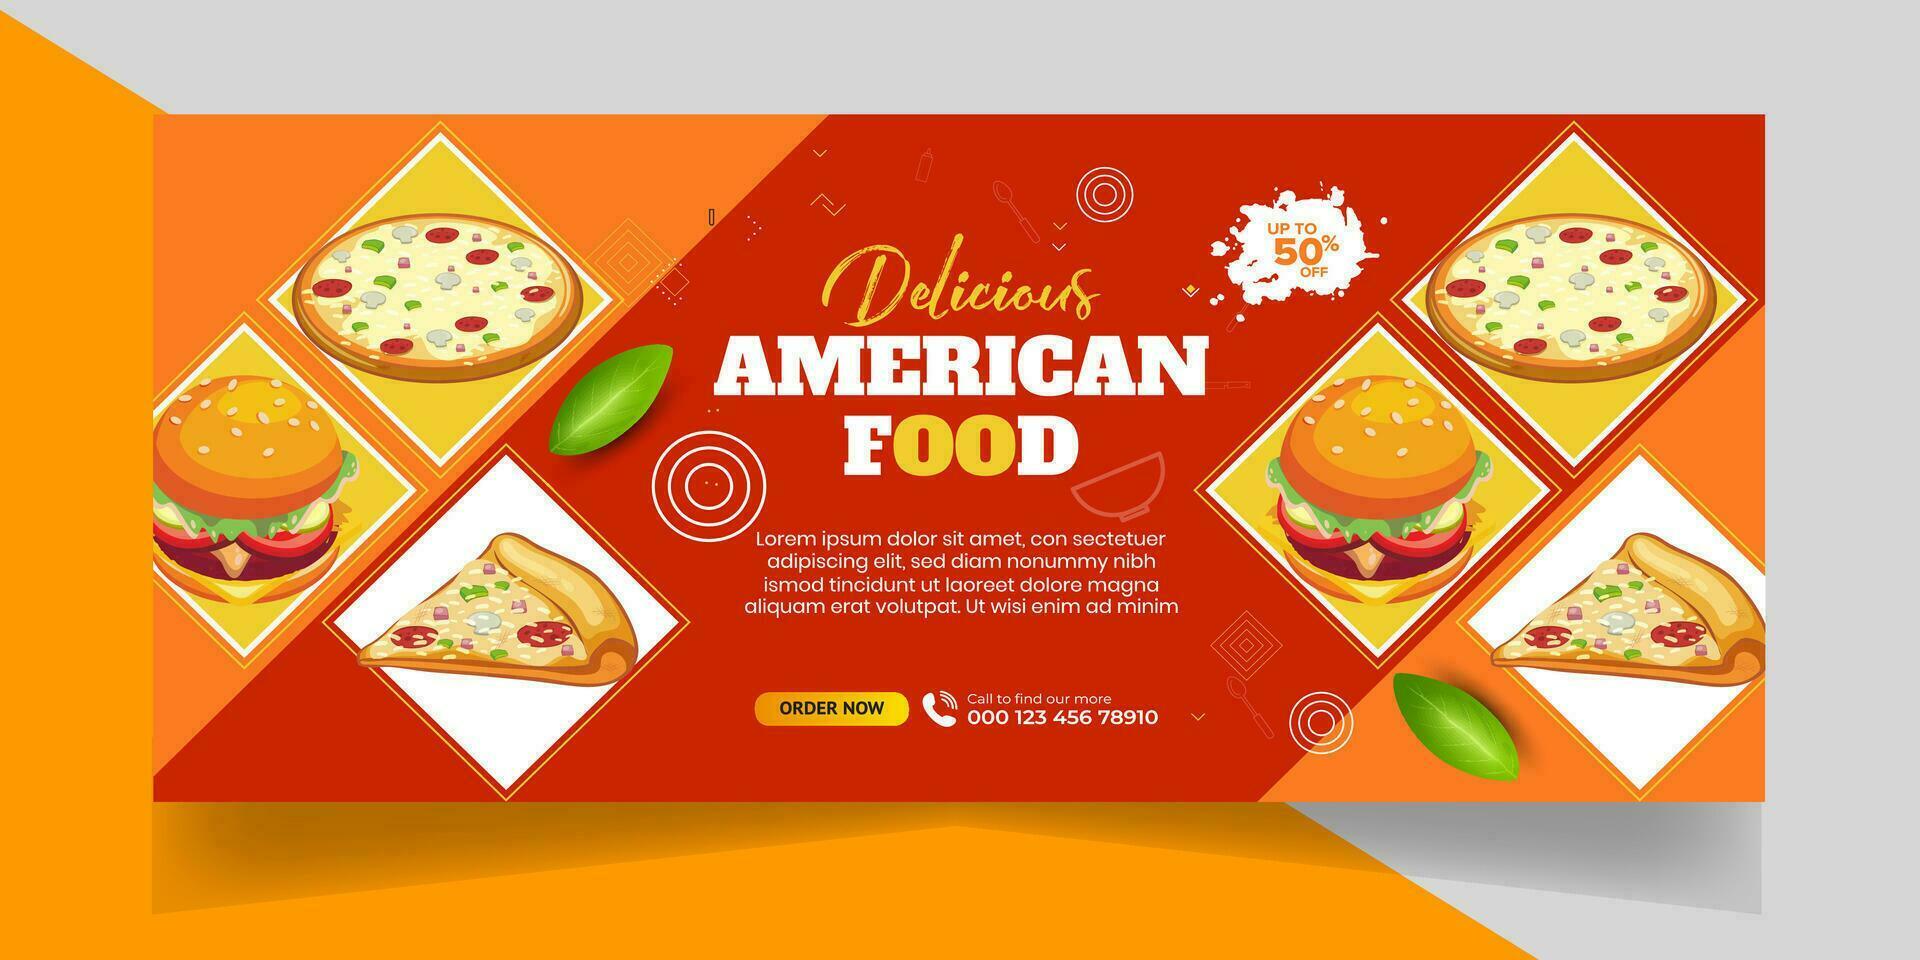 Delicious
AMERICAN
FOOD
UP TO
50%
OFF
Lorem ipsum dolor sit amet, con sectetuer
adipiscing elit, sed diam nonummy nibh
ismod tincidunt ut laoreet dolore magna
aliquam erat volutpat. Ut wisi enim ad minim
ORDER NOW
Call to find our more
000 123 456 78910